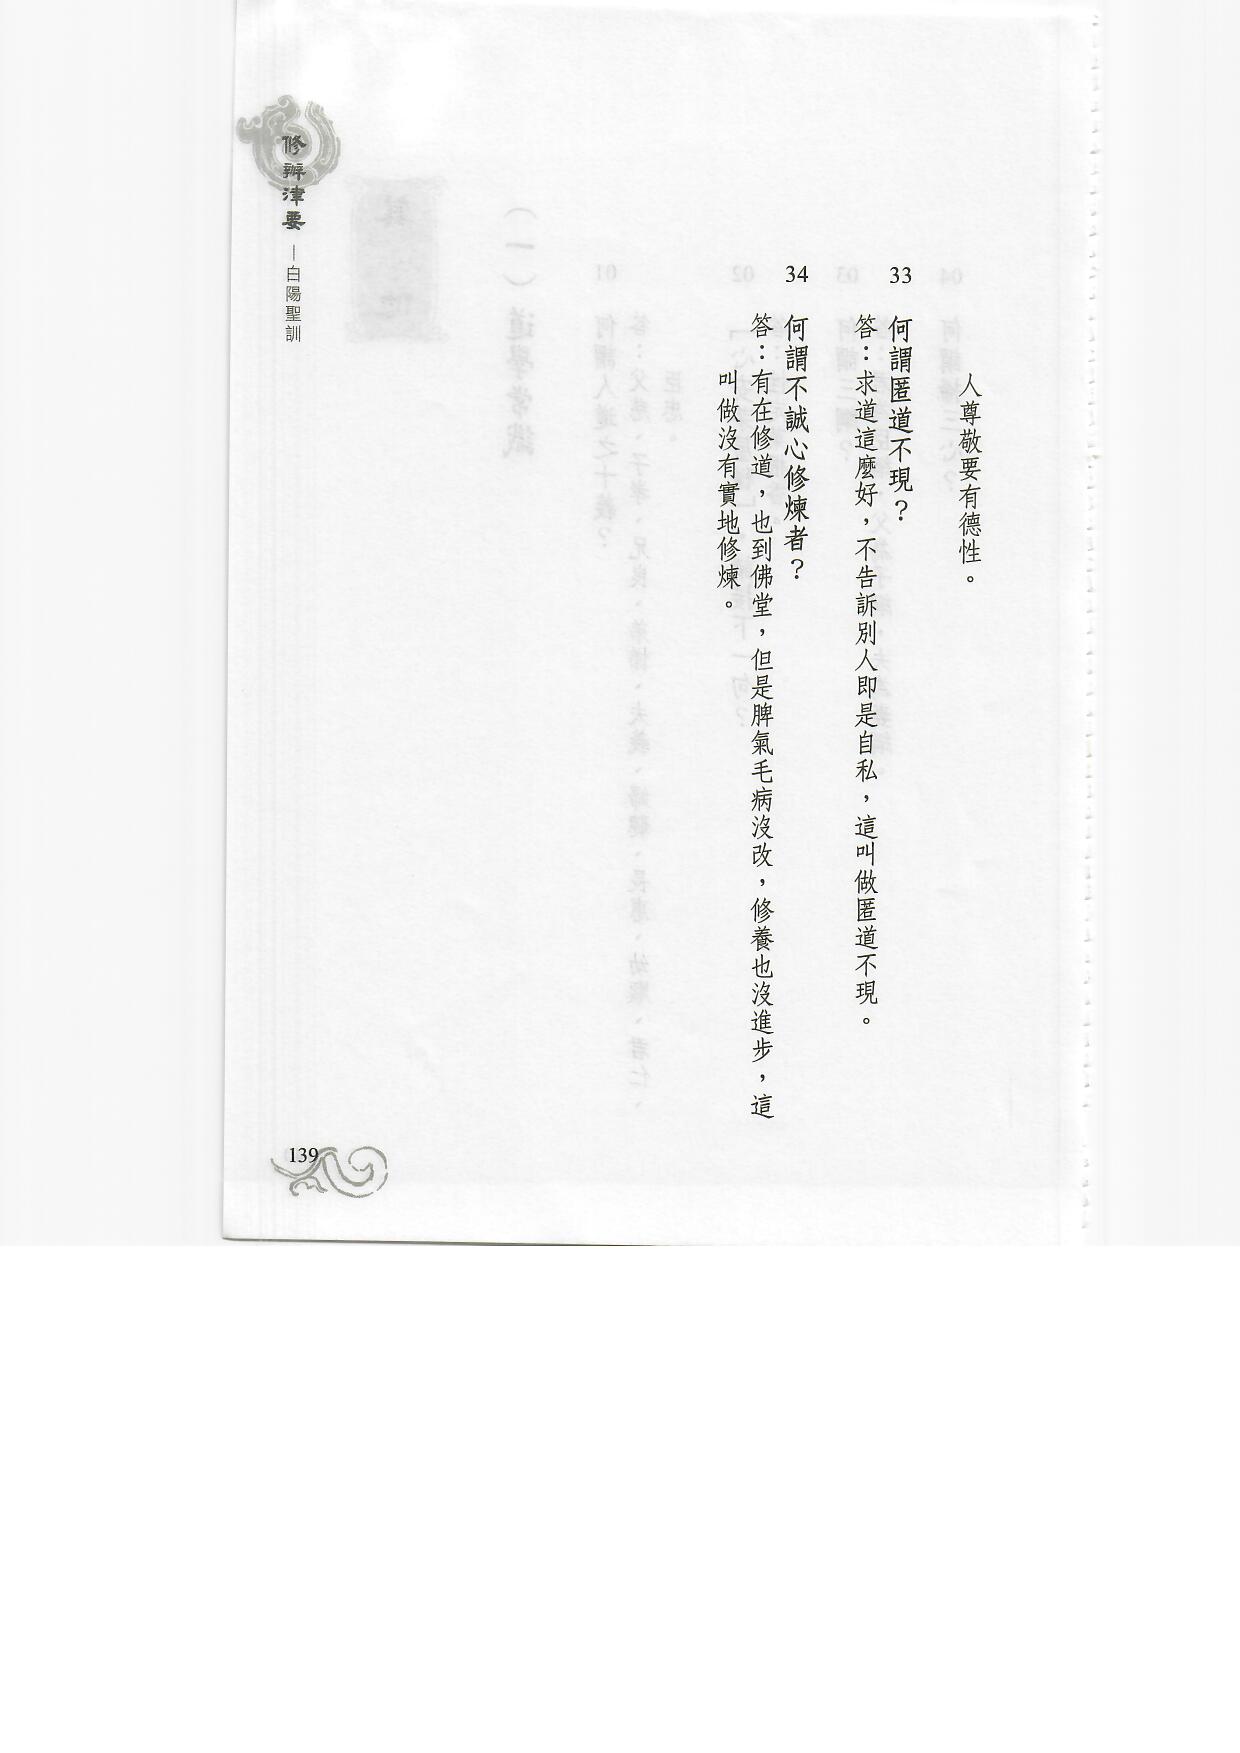 人尊敬要有德性。
33 何謂匿道不現？
答：求道這麼好，不告訴別人即是自私，這叫做匿道不現。
34 何謂不誠心修煉者？
答：有在修道，也到佛堂，但是脾氣毛病沒改，修養也沒進步，這
叫做沒有實地修煉。
修辦津要－白陽聖訓
139